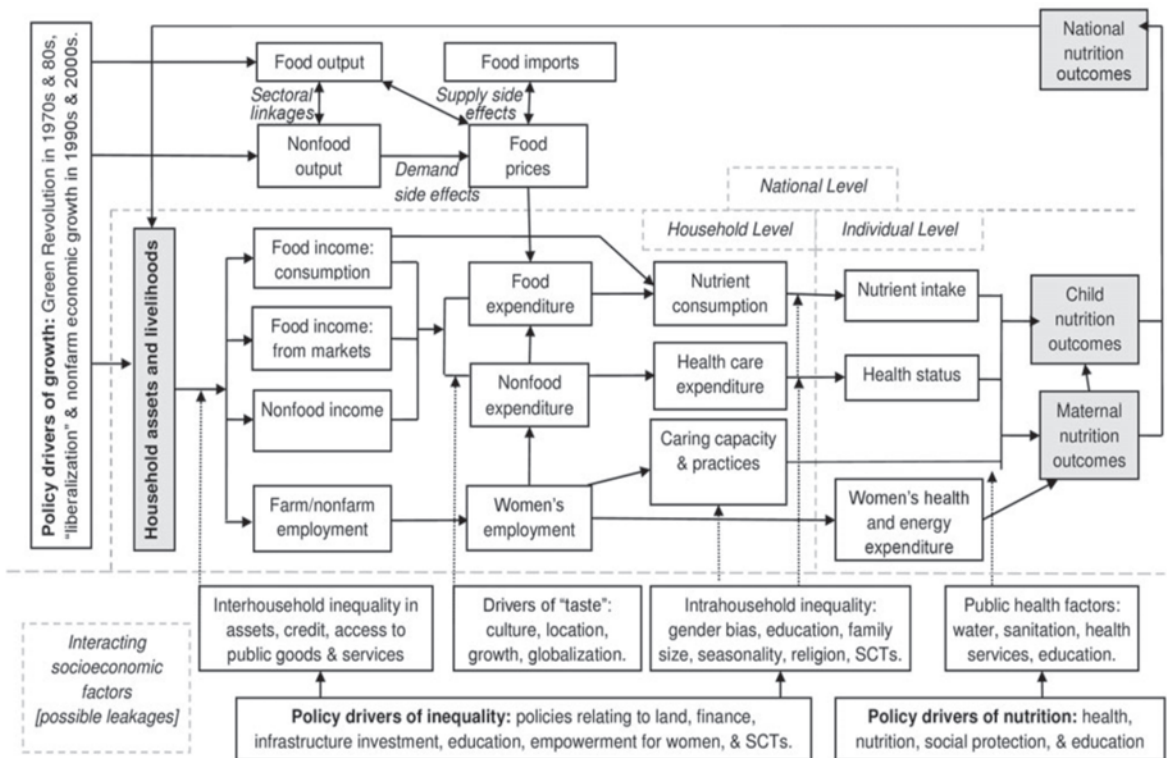 Policy drivers of growth: Green Revolution in 1970s & 80s,
"liberalization" & nonfarm economic growth in 1990s & 2000s.
National
nutrition
outcomes
Food output
Food imports
Sectoral
linkages
Supply side
effects
Nonfood
output
Food
prices
Demand
side effects
National Level
Household Level
Individual Level
Household assets and livelihoods
Food income:
consumption
Food
expenditure
Nutrient
consumption
Nutrient intake
Child
nutrition
outcomes
Food income:
from markets
Nonfood
expenditure
Health care
expenditure
Health status
Nonfood income
Caring capacity
& practices
Maternal
nutrition
outcomes
Farm/nonfarm
employment
Women's
employment
Women's health
and energy
expenditure
Interacting
socioeconomic
factors
[possible leakages]
Interhousehold inequality in
assets, credit, access to
public goods & services
Drivers of "taste":
culture, location,
growth, globalization.
Intrahousehold inequality:
gender bias, education, family
size, seasonality, religion, SCTs.
Public health factors:
water, sanitation, health
services, education.
Policy drivers of inequality: policies relating to land, finance,
infrastructure investment, education, empowerment for women, & SCTs.
Policy drivers of nutrition: health,
nutrition, social protection, & education